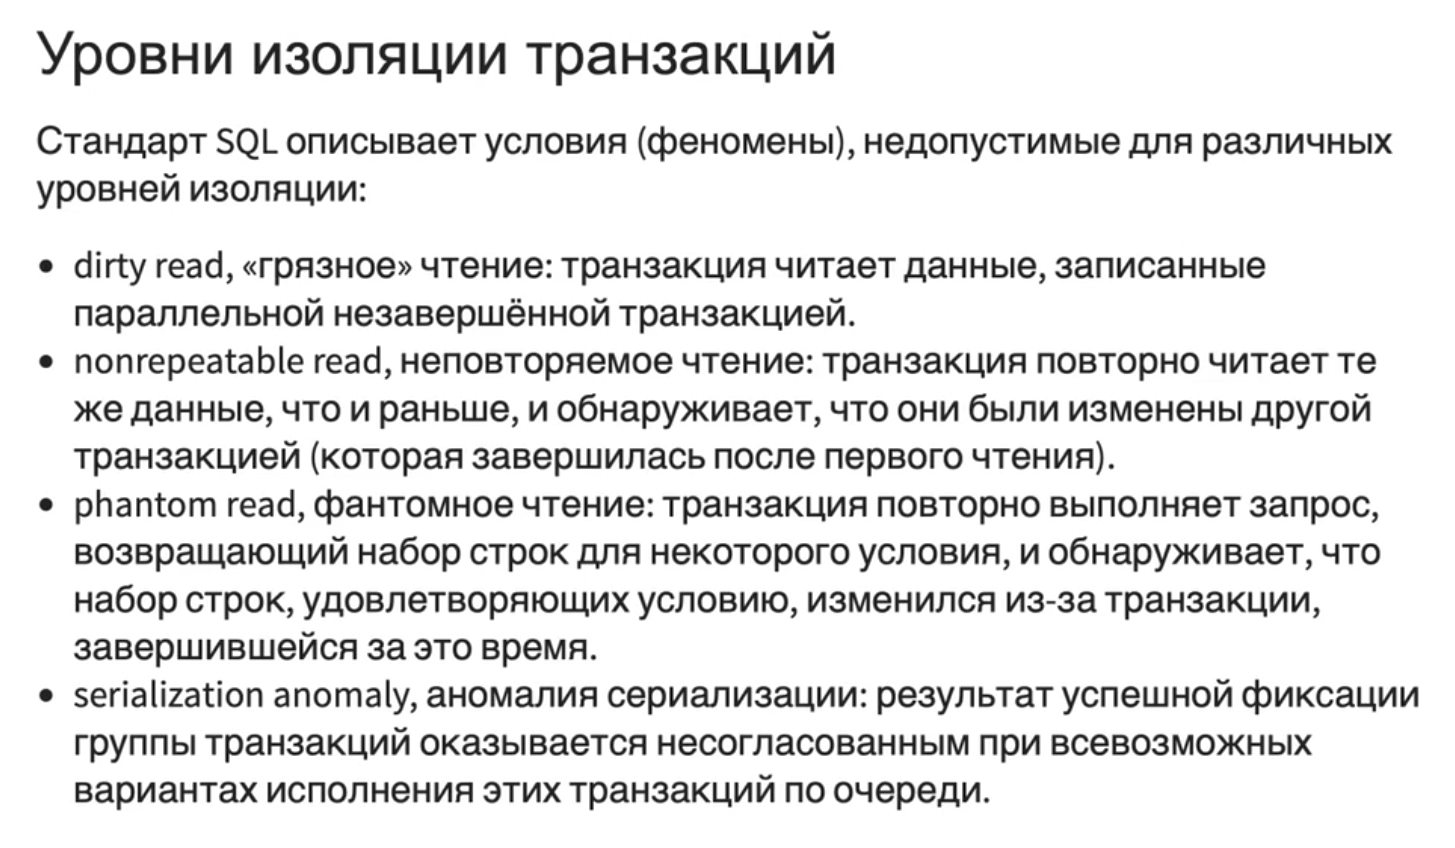 Уровни изоляции транзакций
Стандарт SQL описывает условия (феномены), недопустимые для различных
уровней изоляции:
• dirty read, «грязное» чтение: транзакция читает данные, записанные
параллельной незавершённой транзакцией.
• nonrepeatable read, неповторяемое чтение: транзакция повторно читает те
же данные, что и раньше, и обнаруживает, что они были изменены другой
транзакцией (которая завершилась после первого чтения).
• phantom read, фантомное чтение: транзакция повторно выполняет запрос,
возвращающий набор строк для некоторого условия, и обнаруживает, что
набор строк, удовлетворяющих условию, изменился из-за транзакции,
завершившейся за это время.
• serialization anomaly, аномалия сериализации: результат успешной фиксации
группы транзакций оказывается несогласованным при всевозможных
вариантах исполнения этих транзакций по очереди.